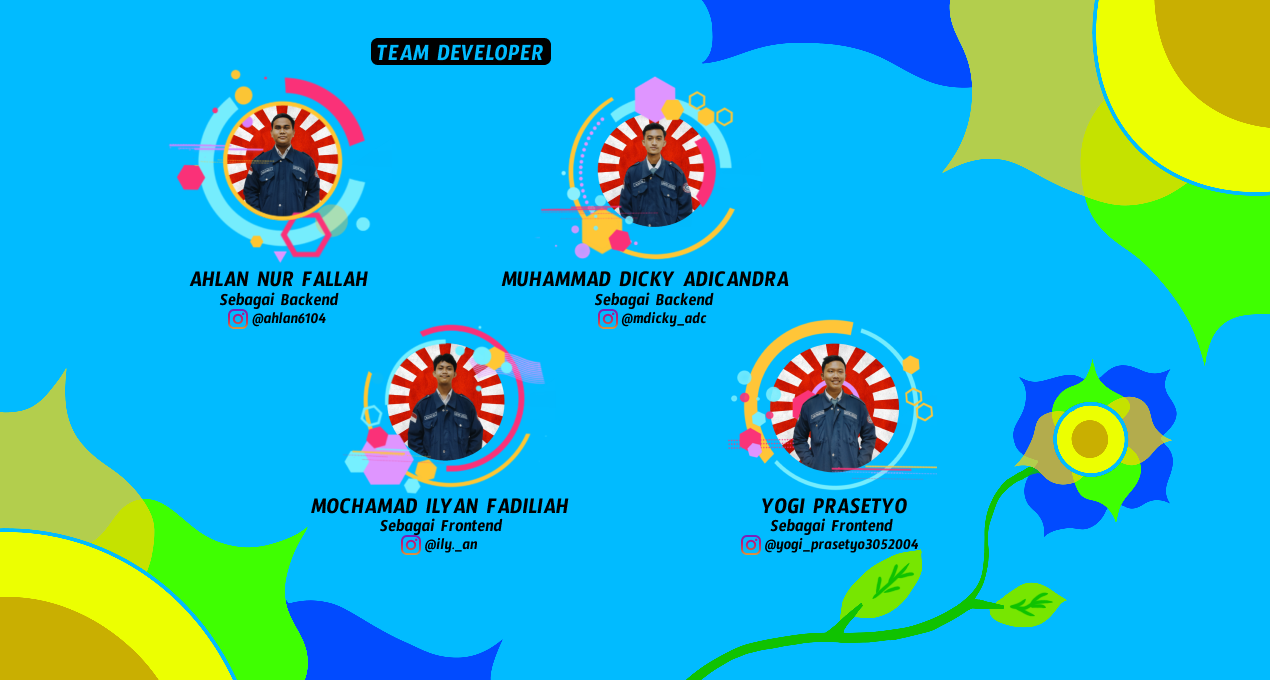 TEAM DEVELOPER
AHLAN NUR FALLAH
Sebagai Backend
@ahlan6104
MUHAMMAD DICKY ADICANDRA
Sebagai Backend
@mdicky_adc
MOCHAMAD ILYAN FADILIAH
Sebagai Frontend
@ily._an
YOGI PRASETYO
Sebagai Frontend
@yogi_prasetyo3052004